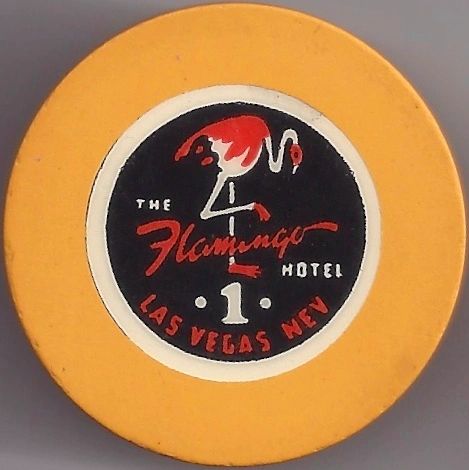 THE
Flamingo
HOTEL
· 1 ·
LAS VEGAS NEV